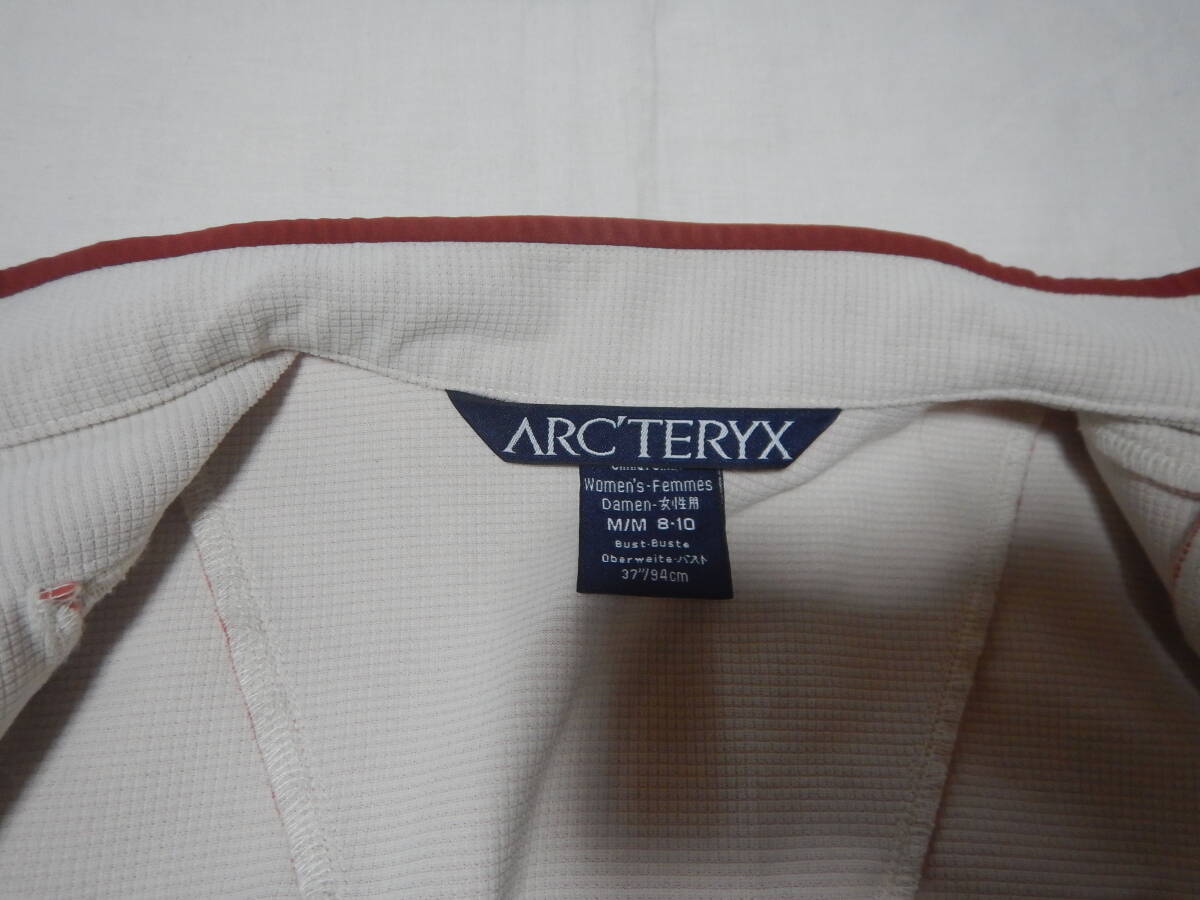 ARC'TERYX
Women's-Femmes
Damen-女性用
M/M 8-10
Bust-Buste
Oberweite-バスト
37"/94cm